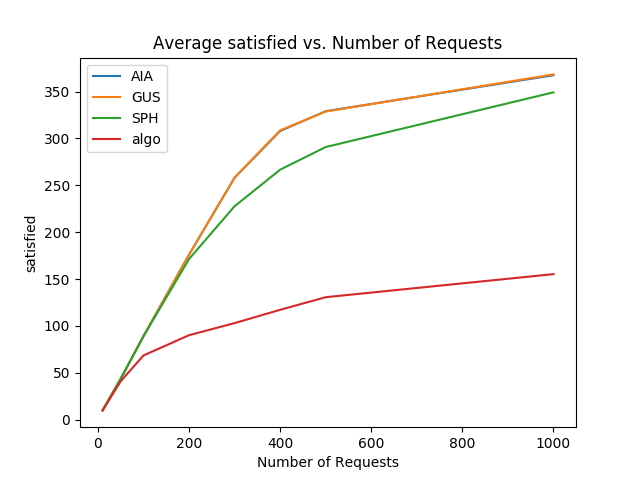 Average satisfied vs. Number of Requests
AIA
GUS
SPH
algo
satisfied
350
300
250
200
150
100
50
0
0 200 400 600 800 1000
Number of Requests